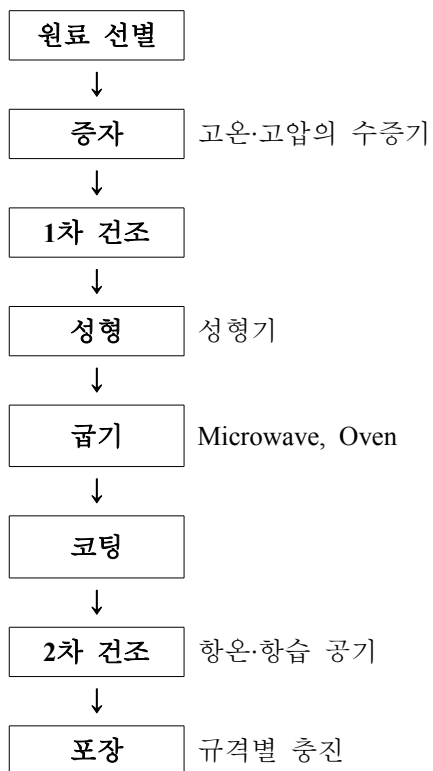 원료 선별
↓
증자 고온·고압의 수증기
↓
1차 건조
↓
성형 성형기
↓
굽기 Microwave, Oven
↓
코팅
↓
2차 건조 항온·항습 공기
↓
포장 규격별 충진